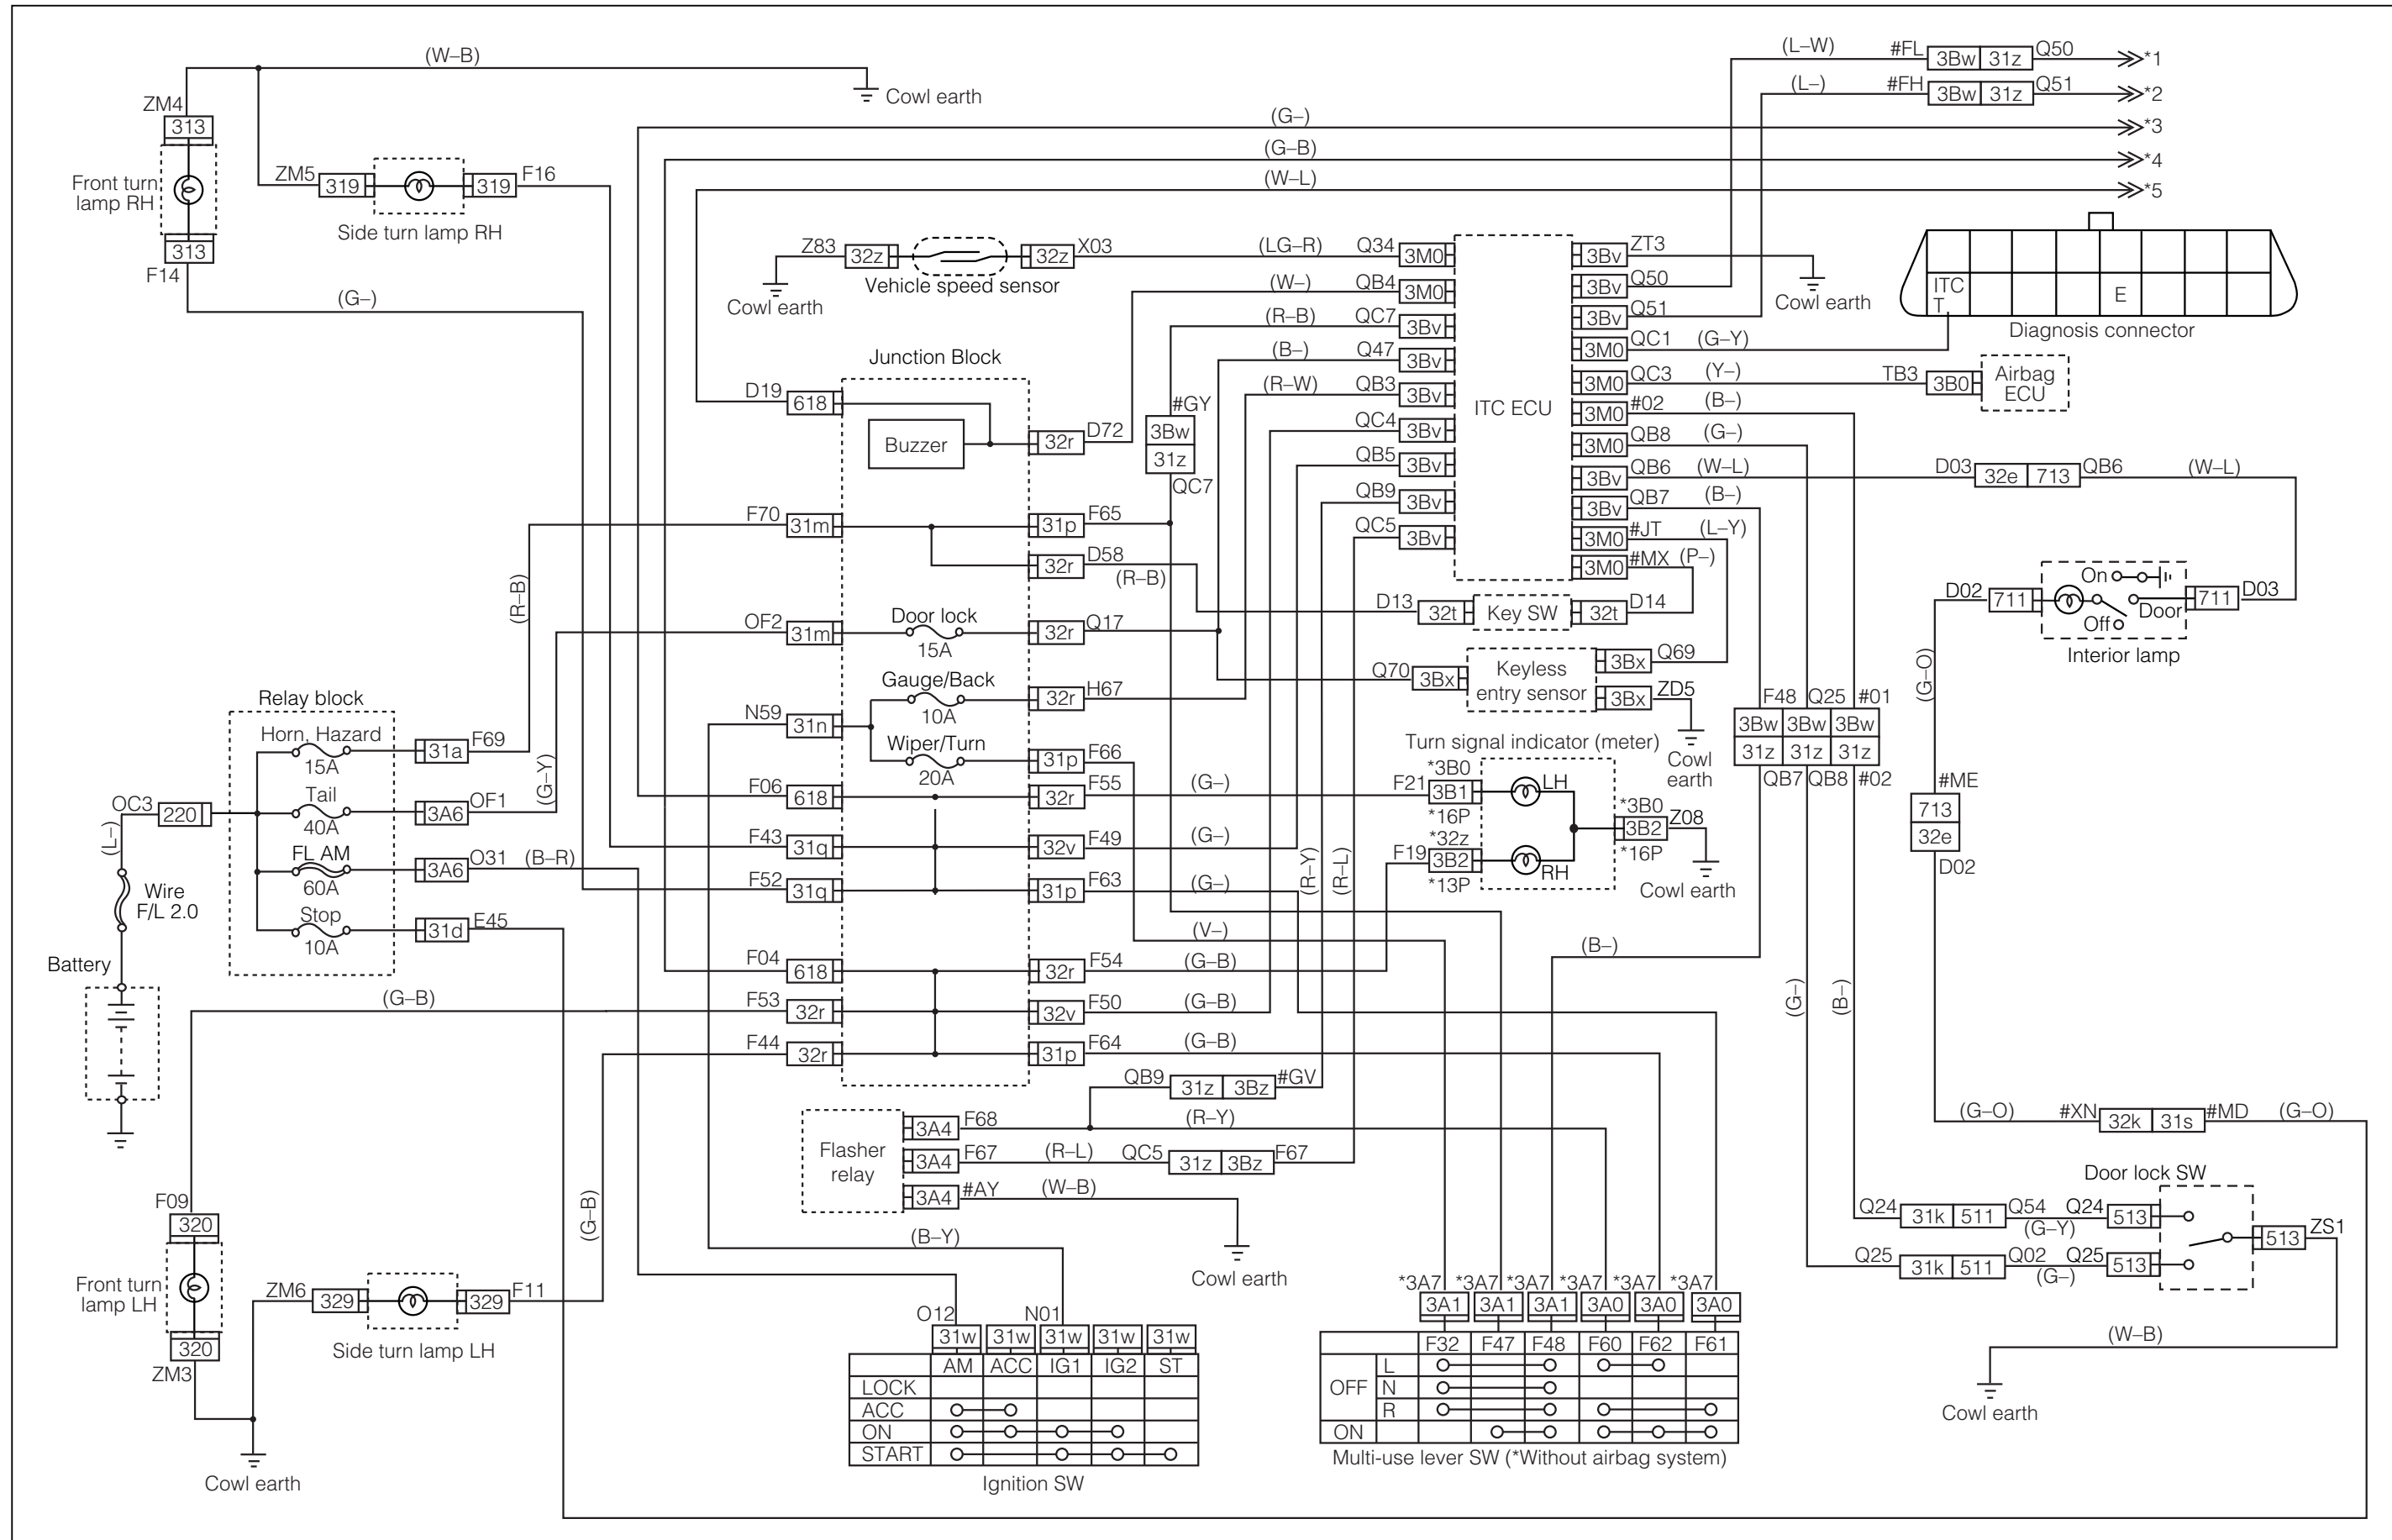 (W–B)
Cowl earth
ZM4
313
Front turn
lamp RH
313
F14
(G–)
ZM5
319
319
F16
Side turn lamp RH
(L–W)
#FL
3Bw
31z
Q50
*1
(L–)
#FH
3Bw
31z
Q51
*2
(G–)
*3
(G–B)
*4
(W–L)
*5
Z83
32z
32z
X03
Cowl earth
Vehicle speed sensor
(LG–R)
Q34
3M0
(W–)
QB4
3M0
(R–B)
QC7
3Bv
(B–)
Q47
3Bv
(R–W)
QB3
3Bv
QC4
3Bv
QB5
3Bv
QB9
3Bv
QC5
3Bv
ITC ECU
3Bv
ZT3
Cowl earth
3Bv
Q50
3Bv
Q51
3M0
QC1
(G–Y)
3M0
QC3
(Y–)
3M0
#02
(B–)
3M0
QB8
(G–)
3Bv
QB6
(W–L)
3Bv
QB7
(B–)
3M0
#JT
(L–Y)
3M0
#MX
(P–)
ITC
T
E
Diagnosis connector
TB3
3B0
Airbag
ECU
D03
32e
713
QB6
(W–L)
D02
711
On
Off
Door
711
D03
Interior lamp
(G–O)
#ME
713
32e
D02
Junction Block
D19
618
Buzzer
32r
D72
#GY
3Bw
31z
QC7
F70
31m
31p
F65
32r
D58
(R–B)
OF2
31m
Door lock
15A
32r
Q17
Gauge/Back
10A
32r
H67
N59
31n
Wiper/Turn
20A
31p
F66
F06
618
32r
F55
(G–)
F43
31q
32v
F49
(G–)
F52
31q
31p
F63
(G–)
(V–)
F04
618
32r
F54
(G–B)
F53
32r
32v
F50
(G–B)
F44
32r
31p
F64
(G–B)
(R–B)
(G–Y)
D13
32t
Key SW
32t
D14
Q70
3Bx
Keyless
entry sensor
3Bx
Q69
3Bx
ZD5
Cowl
earth
Turn signal indicator (meter)
*3B0
F21
3B1
*16P
LH
*32z
F19
3B2
*13P
RH
*3B0
3B2
Z08
*16P
Cowl earth
(R–Y)
(R–L)
F48
Q25
#01
3Bw
3Bw
3Bw
31z
31z
31z
QB7
QB8
#02
(B–)
(G–)
(B–)
Relay block
Horn, Hazard
15A
31a
F69
Tail
40A
3A6
OF1
FL AM
60A
3A6
O31
(B–R)
Stop
10A
31d
E45
OC3
220
(L–)
Wire
F/L 2.0
Battery
(G–B)
F09
320
Front turn
lamp LH
320
ZM3
ZM6
329
329
F11
Side turn lamp LH
Cowl earth
(G–B)
QB9
31z
3Bz
#GV
Flasher
relay
3A4
F68
(R–Y)
3A4
F67
(R–L)
QC5
31z
3Bz
F67
3A4
#AY
(W–B)
Cowl earth
(B–Y)
O12
N01
31w
31w
31w
31w
31w
AM
ACC
IG1
IG2
ST
LOCK
ACC
ON
START
Ignition SW
*3A7
*3A7
*3A7
*3A7
*3A7
*3A7
3A1
3A1
3A1
3A0
3A0
3A0
F32
F47
F48
F60
F62
F61
OFF
L
N
R
ON
Multi-use lever SW (*Without airbag system)
(G–O)
#XN
32k
31s
#MD
(G–O)
Door lock SW
Q24
31k
511
Q54
(G–Y)
Q24
513
Q25
31k
511
Q02
(G–)
Q25
513
513
ZS1
(W–B)
Cowl earth